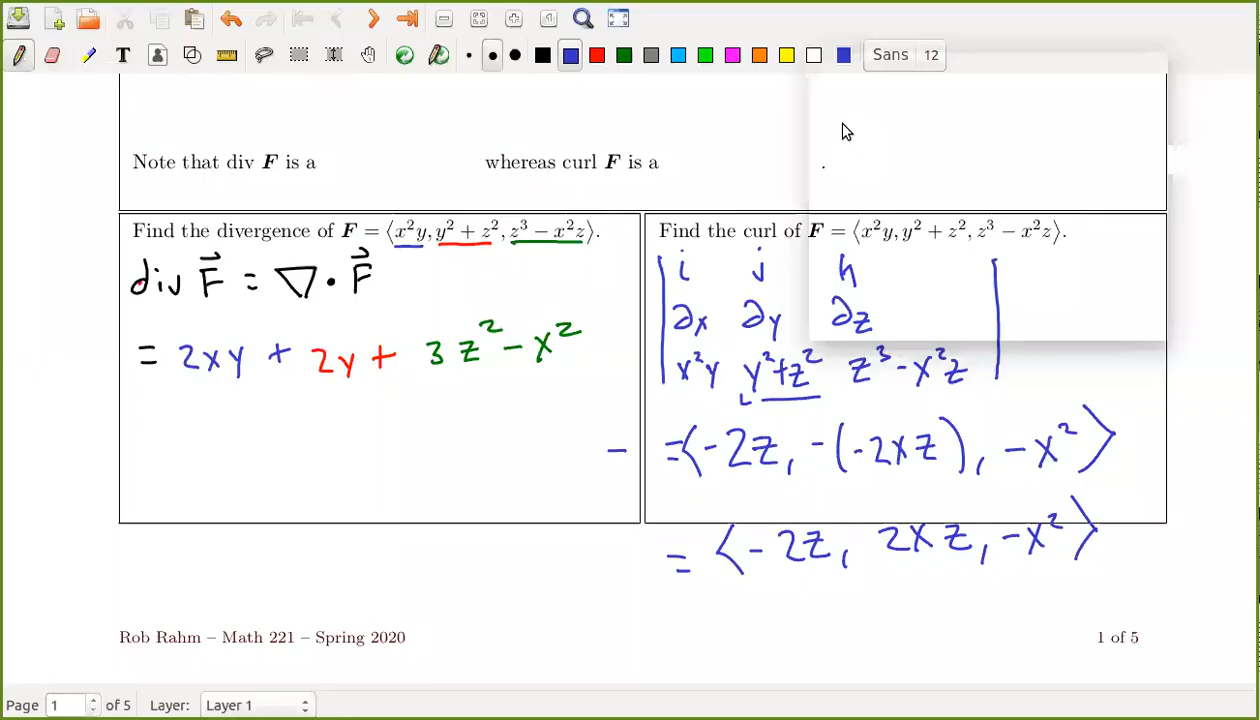 T Sans 12
Note that div F is a whereas curl F is a .
Find the divergence of F = ⟨x²y, y² + z², z³ − x²z⟩.
div F⃗ = ∇ · F⃗
= 2xy + 2y + 3z² − x²
Find the curl of F = ⟨x²y, y² + z², z³ − x²z⟩.
i j k
∂x ∂y ∂z
x²y y²+z² z³ − x²z
− =⟨−2z, −(−2xz), −x²⟩
= ⟨−2z, 2xz, −x²⟩
Rob Rahm – Math 221 – Spring 2020 1 of 5
Page 1 of 5 Layer: Layer 1